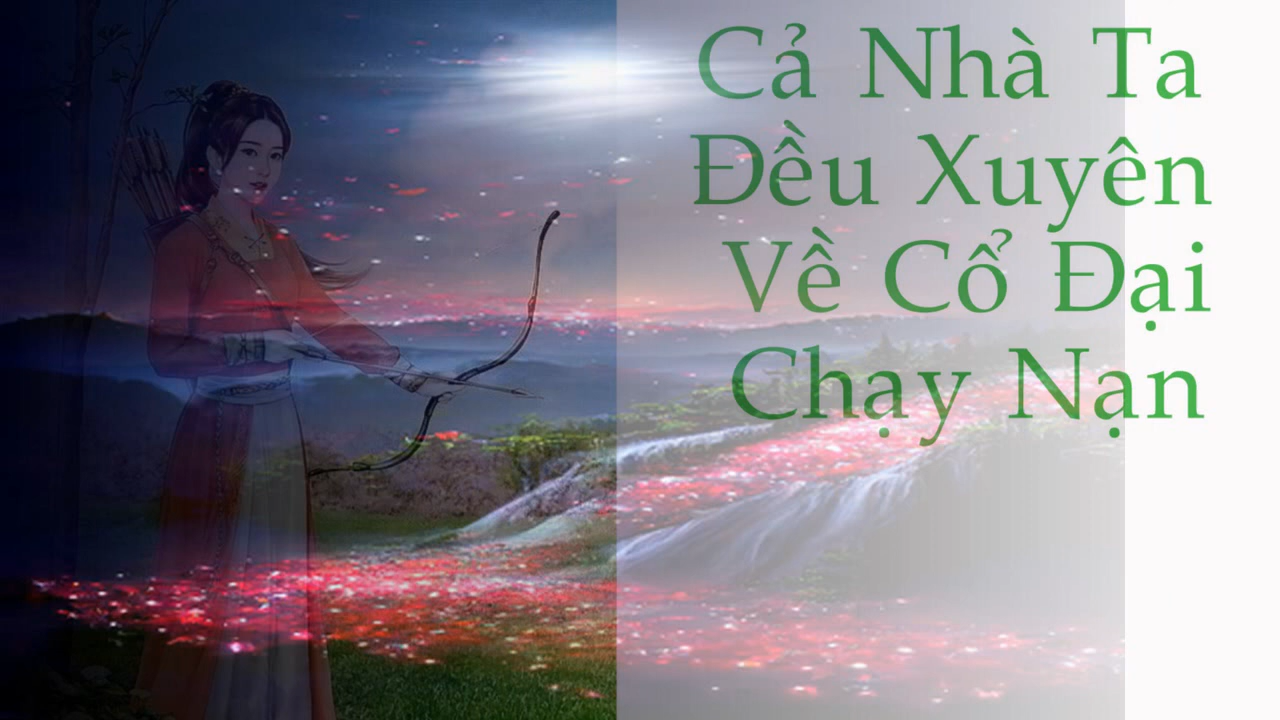 Cả Nhà Ta
Đều Xuyên
Về Cổ Đại
Chạy Nạn